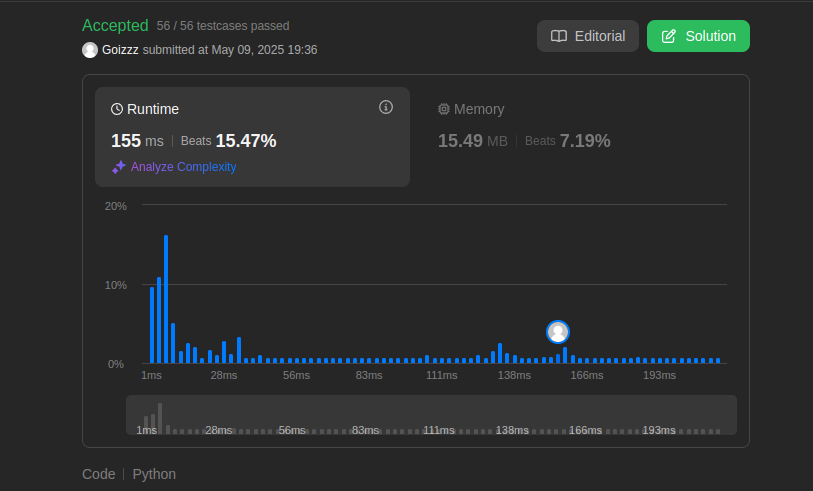 Accepted 56 / 56 testcases passed
Goizzz submitted at May 09, 2025 19:36
Editorial
Solution
Runtime
155 ms | Beats 15.47%
Analyze Complexity
Memory
15.49 MB | Beats 7.19%
20%
10%
0%
1ms 28ms 56ms 83ms 111ms 138ms 166ms 193ms
1ms 28ms 56ms 83ms 111ms 138ms 166ms 193ms
Code | Python